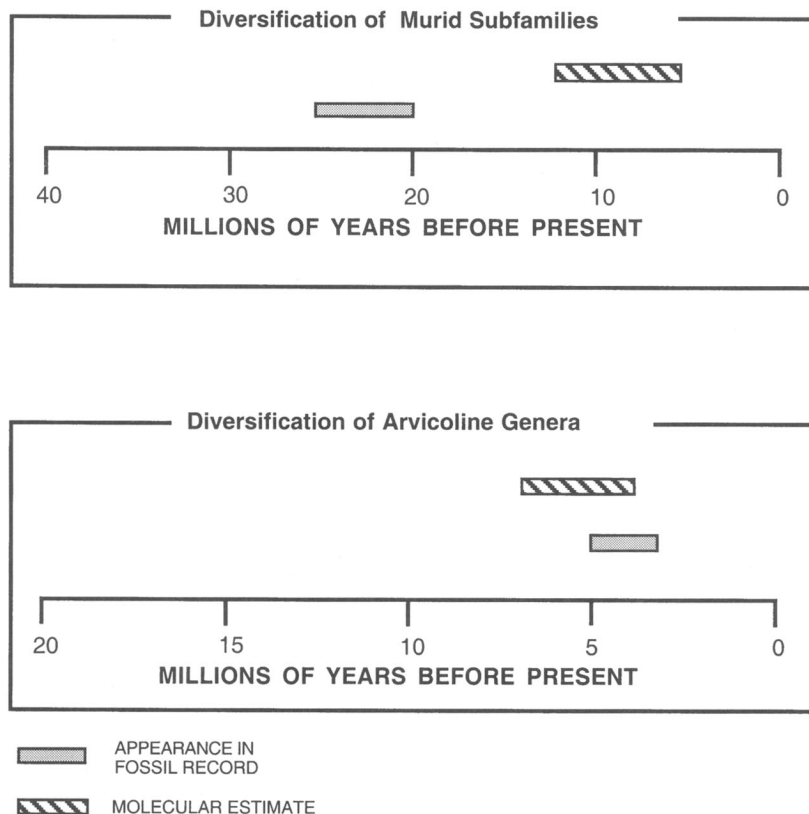 Diversification of Murid Subfamilies
40 30 20 10 0
MILLIONS OF YEARS BEFORE PRESENT
Diversification of Arvicoline Genera
20 15 10 5 0
MILLIONS OF YEARS BEFORE PRESENT
APPEARANCE IN
FOSSIL RECORD
MOLECULAR ESTIMATE